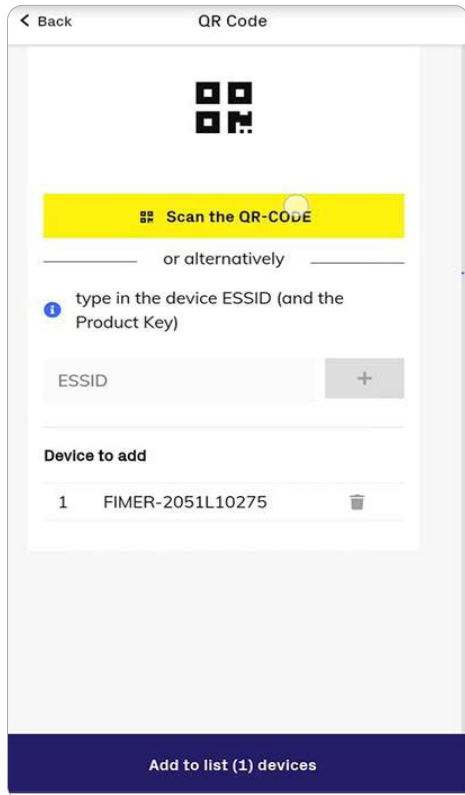 Back
QR Code
Scan the QR-CODE
or alternatively
type in the device ESSID (and the
Product Key)
ESSID
+
Device to add
1 FIMER-2051L10275
Add to list (1) devices